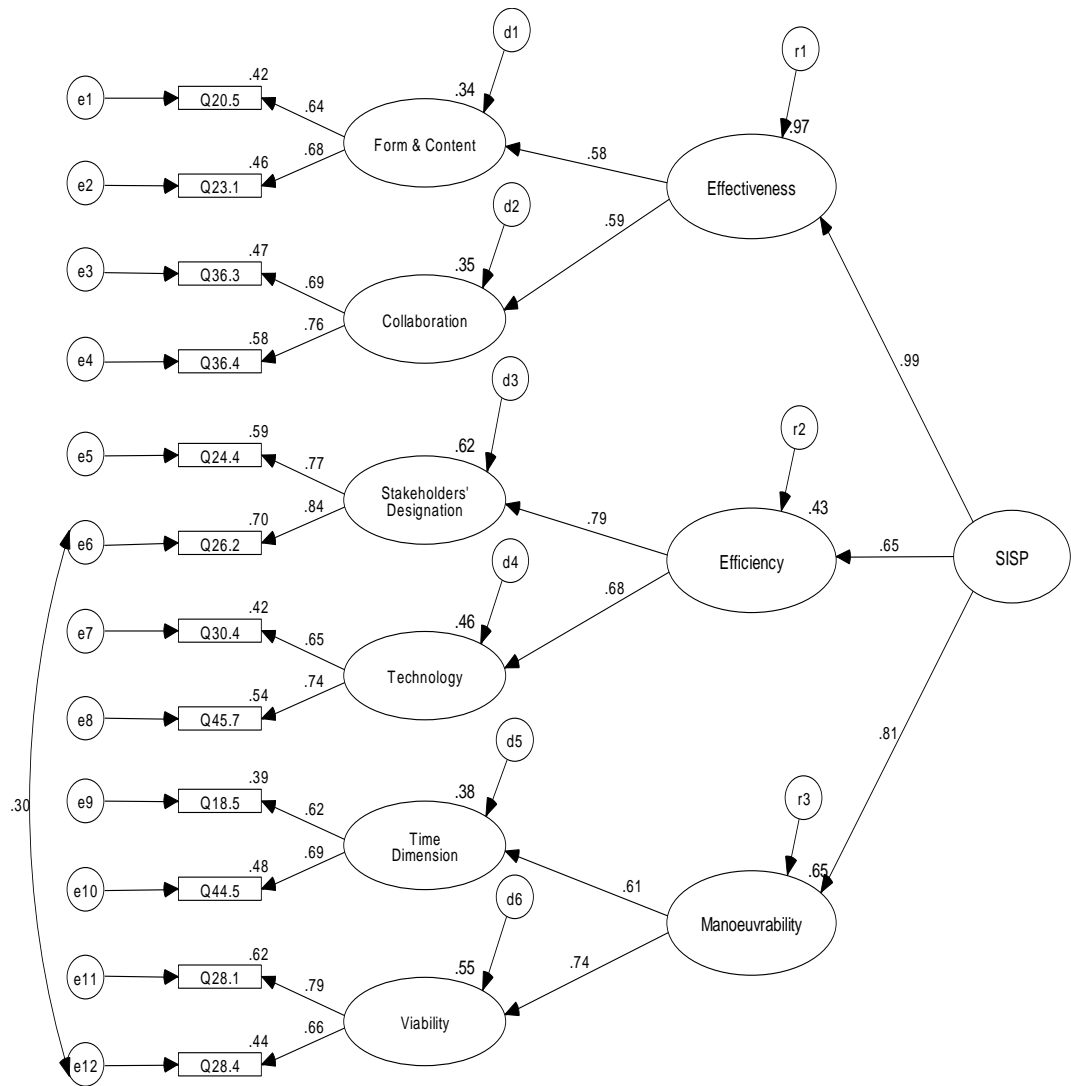 d1
r1
.42
e1
Q20.5
.64
.34
Form & Content
.97
.46
.68
.58
e2
Q23.1
Effectiveness
d2
.59
.47
e3
Q36.3
.69
.35
Collaboration
.58
.76
e4
Q36.4
.99
d3
.59
r2
e5
Q24.4
.77
.62
Stakeholders'
Designation
.70
.84
.79
.43
e6
Q26.2
Efficiency
.65
SISP
d4
.68
.42
e7
Q30.4
.65
.46
Technology
.54
.74
e8
Q45.7
.81
d5
.39
r3
e9
Q18.5
.62
.38
.30
Time
Dimension
.48
.69
.61
.65
e10
Q44.5
d6
Manoeuvrability
.62
.74
e11
Q28.1
.79
.55
Viability
.44
.66
e12
Q28.4